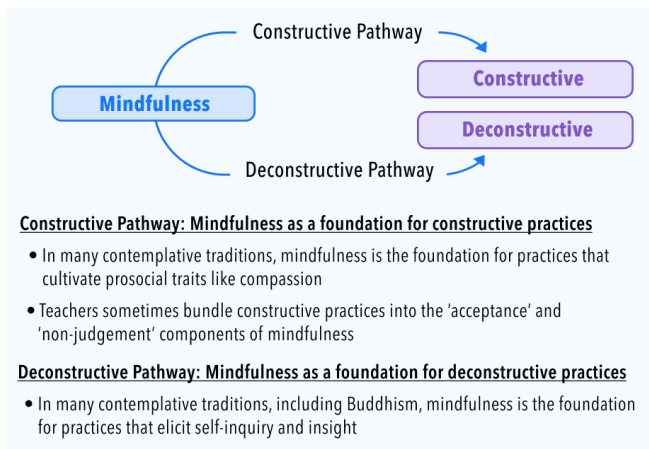 Constructive Pathway
Constructive
Mindfulness
Deconstructive
Deconstructive Pathway
Constructive Pathway: Mindfulness as a foundation for constructive practices
• In many contemplative traditions, mindfulness is the foundation for practices that
cultivate prosocial traits like compassion
• Teachers sometimes bundle constructive practices into the ‘acceptance’ and
‘non-judgement’ components of mindfulness
Deconstructive Pathway: Mindfulness as a foundation for deconstructive practices
• In many contemplative traditions, including Buddhism, mindfulness is the foundation
for practices that elicit self-inquiry and insight